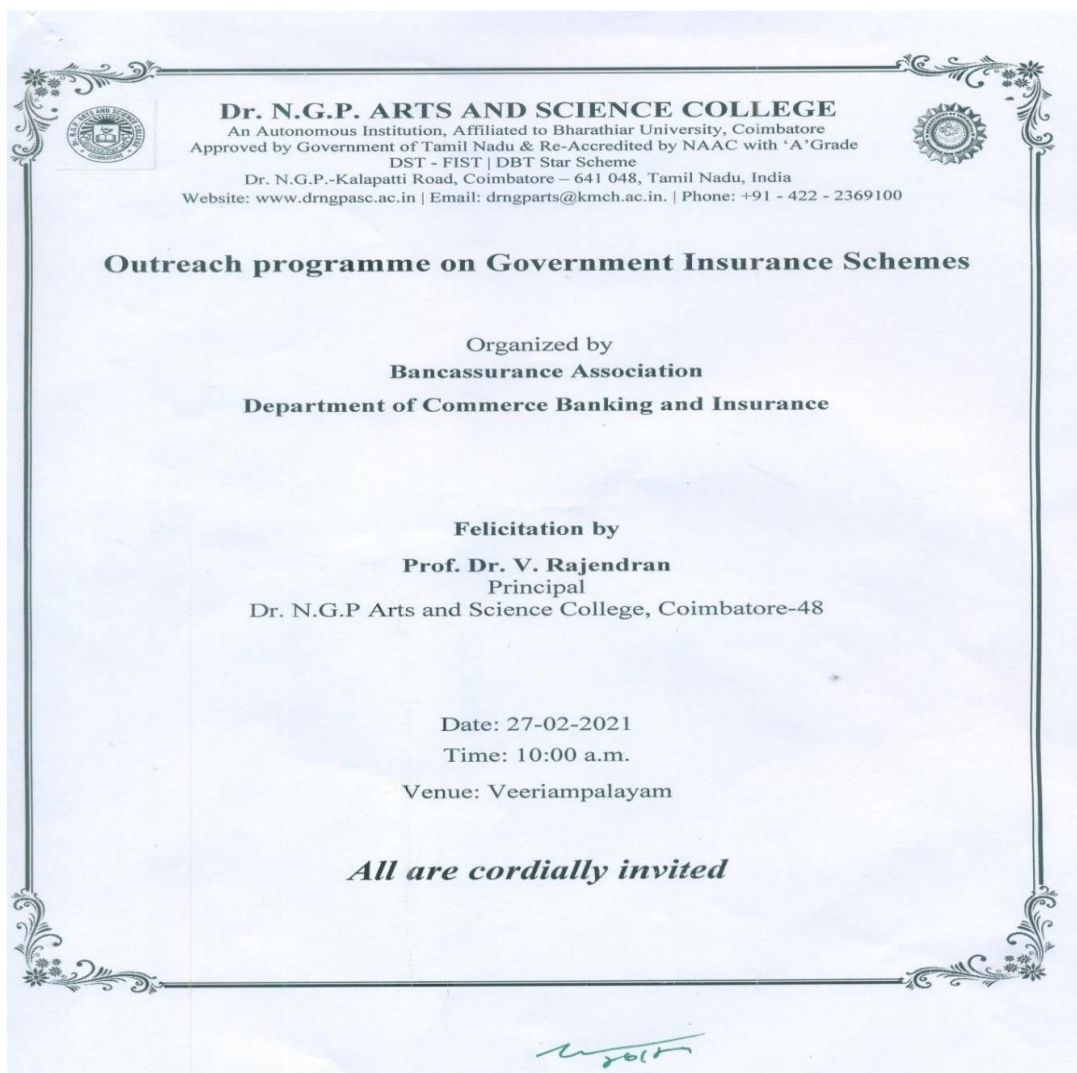 Dr. N.G.P. ARTS AND SCIENCE COLLEGE
An Autonomous Institution, Affiliated to Bharathiar University, Coimbatore
Approved by Government of Tamil Nadu & Re-Accredited by NAAC with ‘A’Grade
DST - FIST | DBT Star Scheme
Dr. N.G.P.-Kalapatti Road, Coimbatore – 641 048, Tamil Nadu, India
Website: www.drngpasc.ac.in | Email: drngparts@kmch.ac.in. | Phone: +91 - 422 - 2369100
Outreach programme on Government Insurance Schemes
Organized by
Bancassurance Association
Department of Commerce Banking and Insurance
Felicitation by
Prof. Dr. V. Rajendran
Principal
Dr. N.G.P Arts and Science College, Coimbatore-48
Date: 27-02-2021
Time: 10:00 a.m.
Venue: Veeriampalayam
All are cordially invited